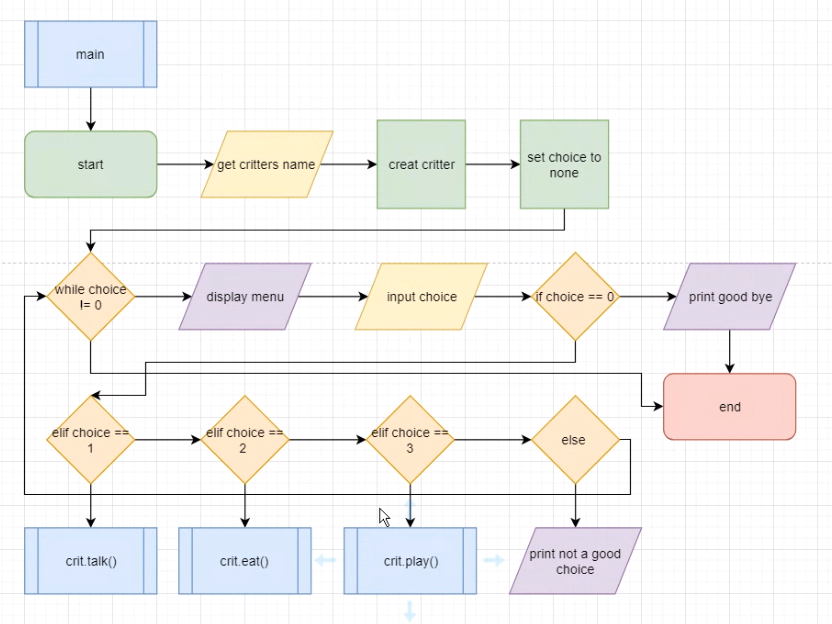 main
start
get critters name
creat critter
set choice to
none
while choice
!= 0
display menu
input choice
if choice == 0
print good bye
end
elif choice ==
1
elif choice ==
2
elif choice ==
3
else
crit.talk()
crit.eat()
crit.play()
print not a good
choice